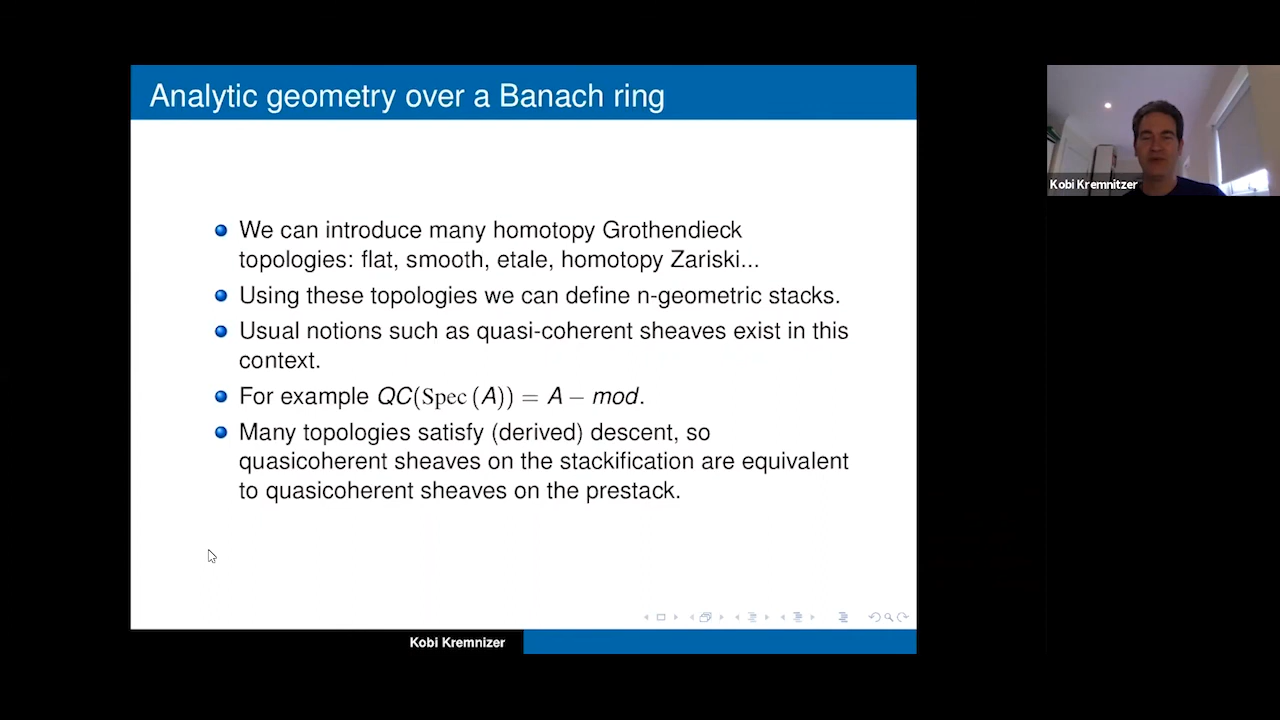 Analytic geometry over a Banach ring
We can introduce many homotopy Grothendieck
topologies: flat, smooth, etale, homotopy Zariski...
Using these topologies we can define n-geometric stacks.
Usual notions such as quasi-coherent sheaves exist in this
context.
For example QC(Spec (A)) = A − mod.
Many topologies satisfy (derived) descent, so
quasicoherent sheaves on the stackification are equivalent
to quasicoherent sheaves on the prestack.
Kobi Kremnizer
Kobi Kremnitzer